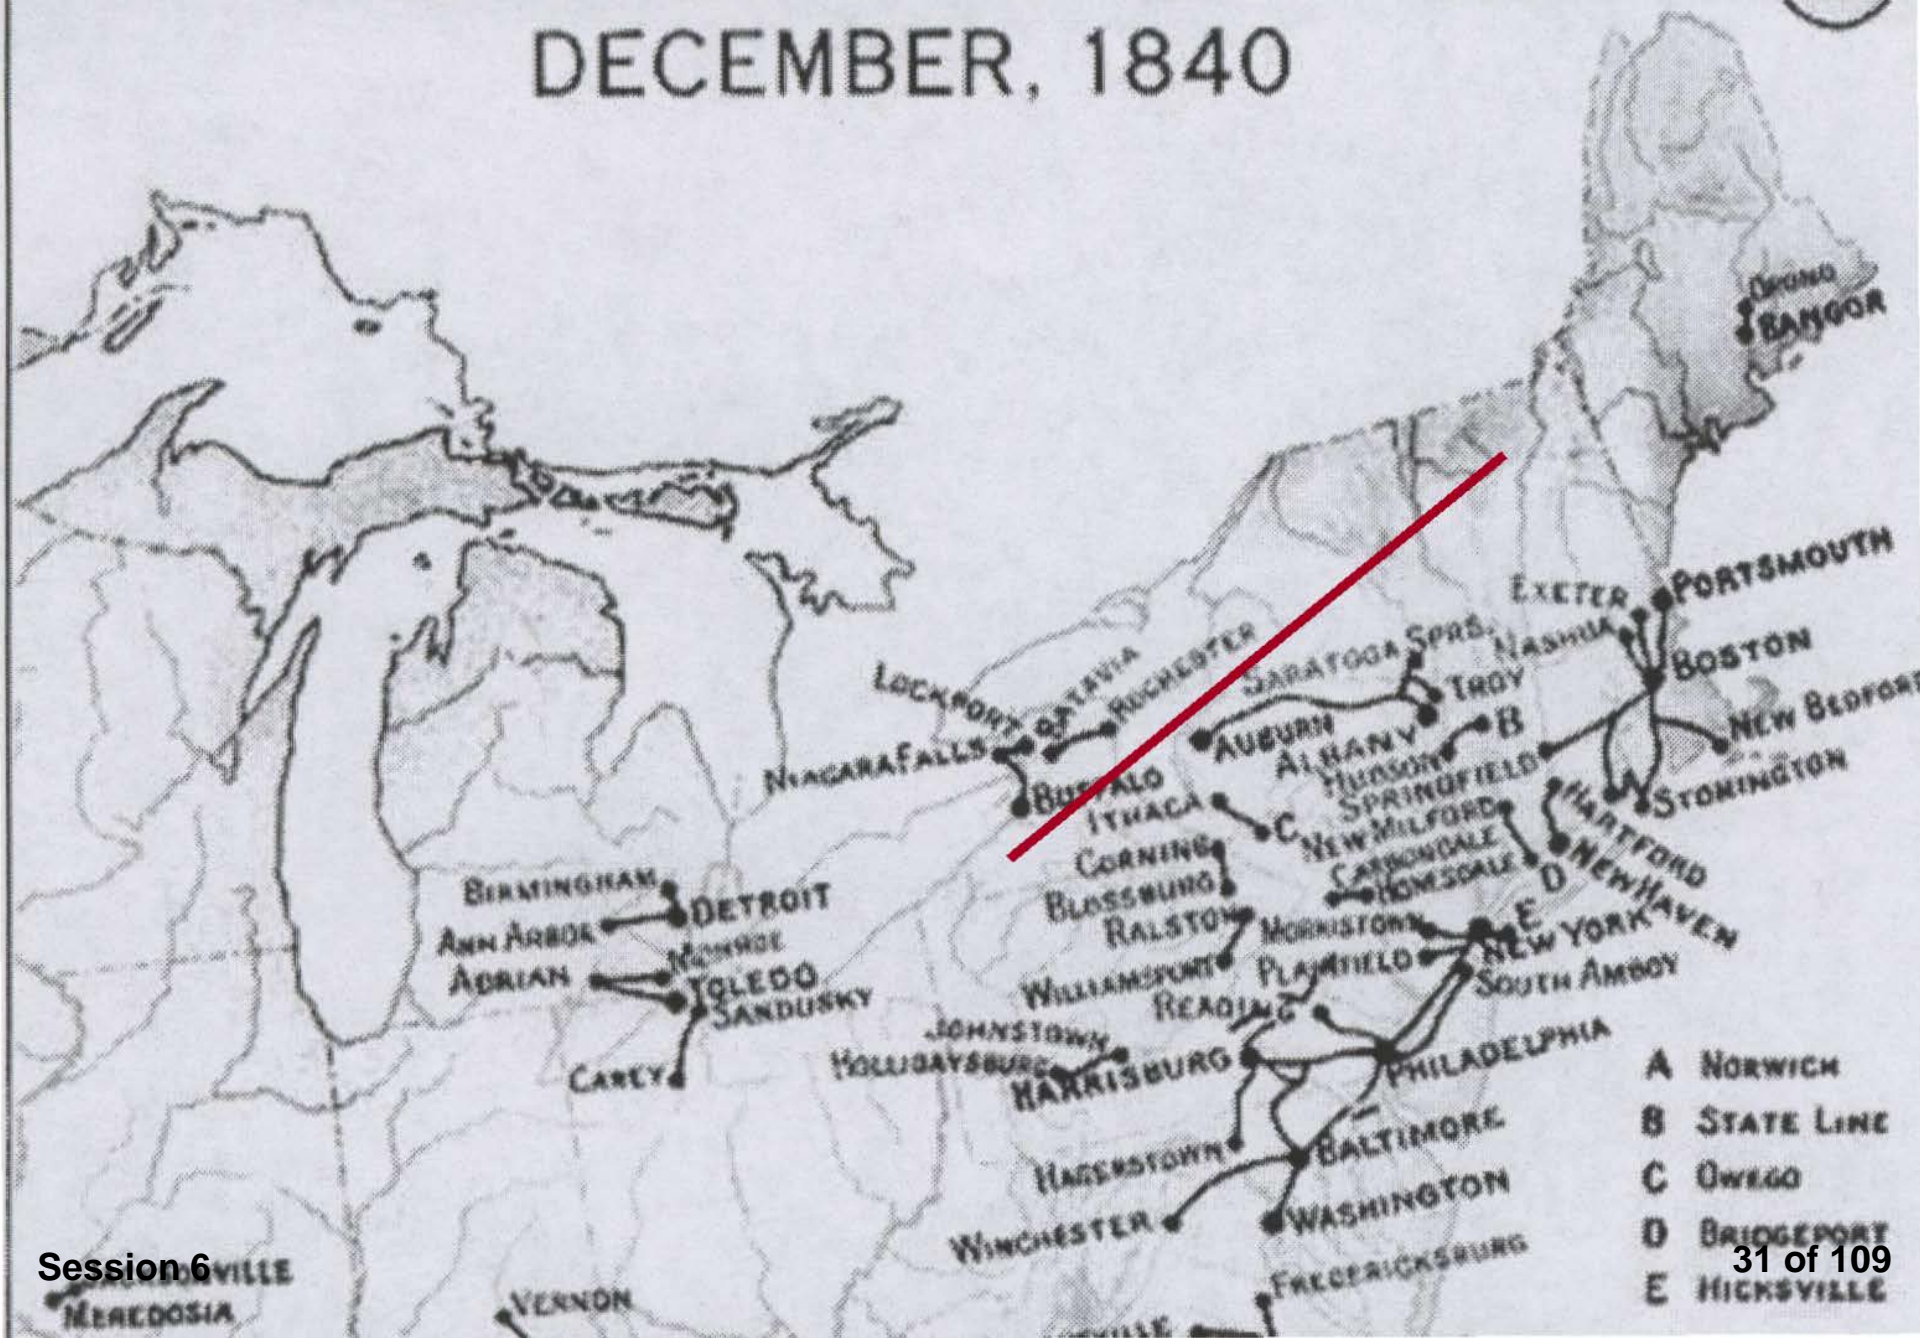 DECEMBER, 1840
ORONO
BANGOR
PORTSMOUTH
EXETER
NASHUA
BOSTON
SARATOGA SPRS.
TROY
ROCHESTER
BATAVIA
LOCKPORT
NIAGARA FALLS
BUFFALO
AUBURN
ALBANY
B
HUDSON
SPRINGFIELD
NEW BEDFORD
A
STONINGTON
HARTFORD
ITHACA
C
NEW MILFORD
CORNING
BLOSSBURG
CARBONDALE
HONESDALE
D
NEW HAVEN
BIRMINGHAM
DETROIT
ANN ARBOR
MONROE
ADRIAN
TOLEDO
SANDUSKY
CAREY
RALSTON
WILLIAMSPORT
MORRISTOWN
E
NEW YORK
PLAINFIELD
SOUTH AMBOY
READING
JOHNSTOWN
HOLLIDAYSBURG
HARRISBURG
PHILADELPHIA
HAGERSTOWN
BALTIMORE
WINCHESTER
WASHINGTON
FREDERICKSBURG
A NORWICH
B STATE LINE
C OWEGO
D BRIDGEPORT
E HICKSVILLE
Session 6
31 of 109
MEREDOSIA
VERNON